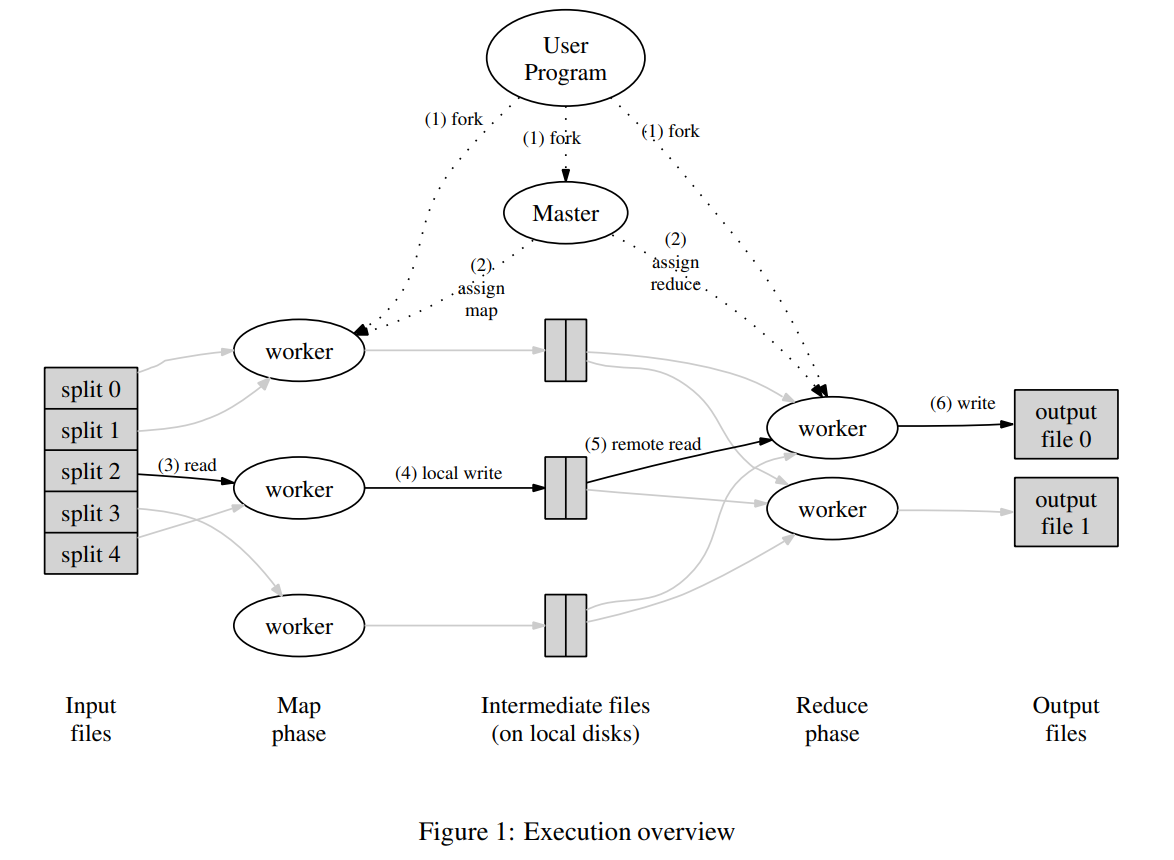 User
Program
(1) fork
(1) fork
(1) fork
Master
(2)
assign
map
(2)
assign
reduce
worker
split 0
split 1
split 2
split 3
split 4
(3) read
worker
(4) local write
(5) remote read
worker
(6) write
output
file 0
worker
output
file 1
worker
Input
files
Map
phase
Intermediate files
(on local disks)
Reduce
phase
Output
files
Figure 1: Execution overview